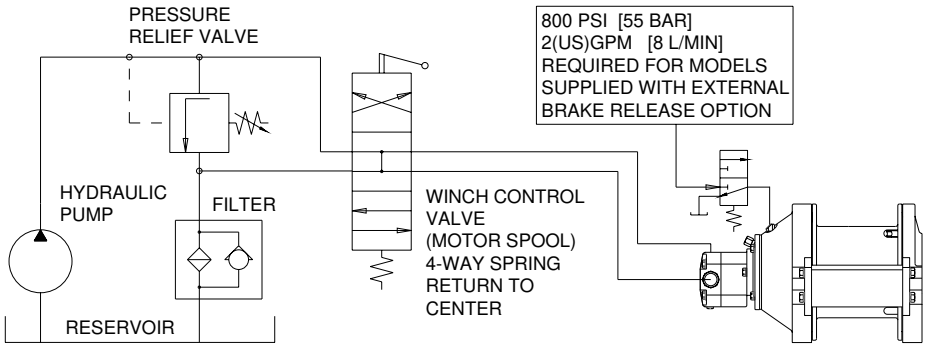 PRESSURE
RELIEF VALVE
800 PSI [55 BAR]
2(US)GPM [8 L/MIN]
REQUIRED FOR MODELS
SUPPLIED WITH EXTERNAL
BRAKE RELEASE OPTION
HYDRAULIC
PUMP
FILTER
WINCH CONTROL
VALVE
(MOTOR SPOOL)
4-WAY SPRING
RETURN TO
CENTER
RESERVOIR